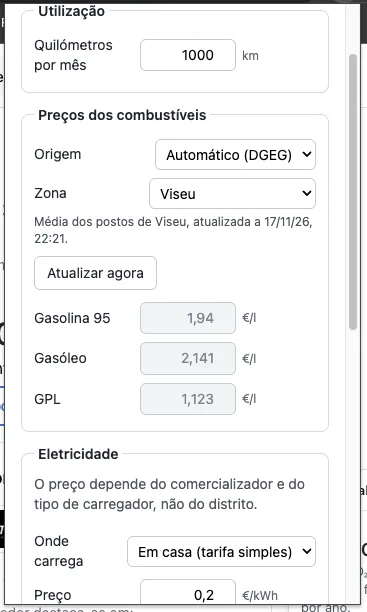 Utilização
Quilómetros
por mês
1000 km
Preços dos combustíveis
Origem Automático (DGEG)
Zona Viseu
Média dos postos de Viseu, atualizada a 17/11/26,
22:21.
Atualizar agora
Gasolina 95 1,94 €/l
Gasóleo 2,141 €/l
GPL 1,123 €/l
Eletricidade
O preço depende do comercializador e do
tipo de carregador, não do distrito.
Onde
carrega
Em casa (tarifa simples)
Preço 0,2 €/kWh
por ano.